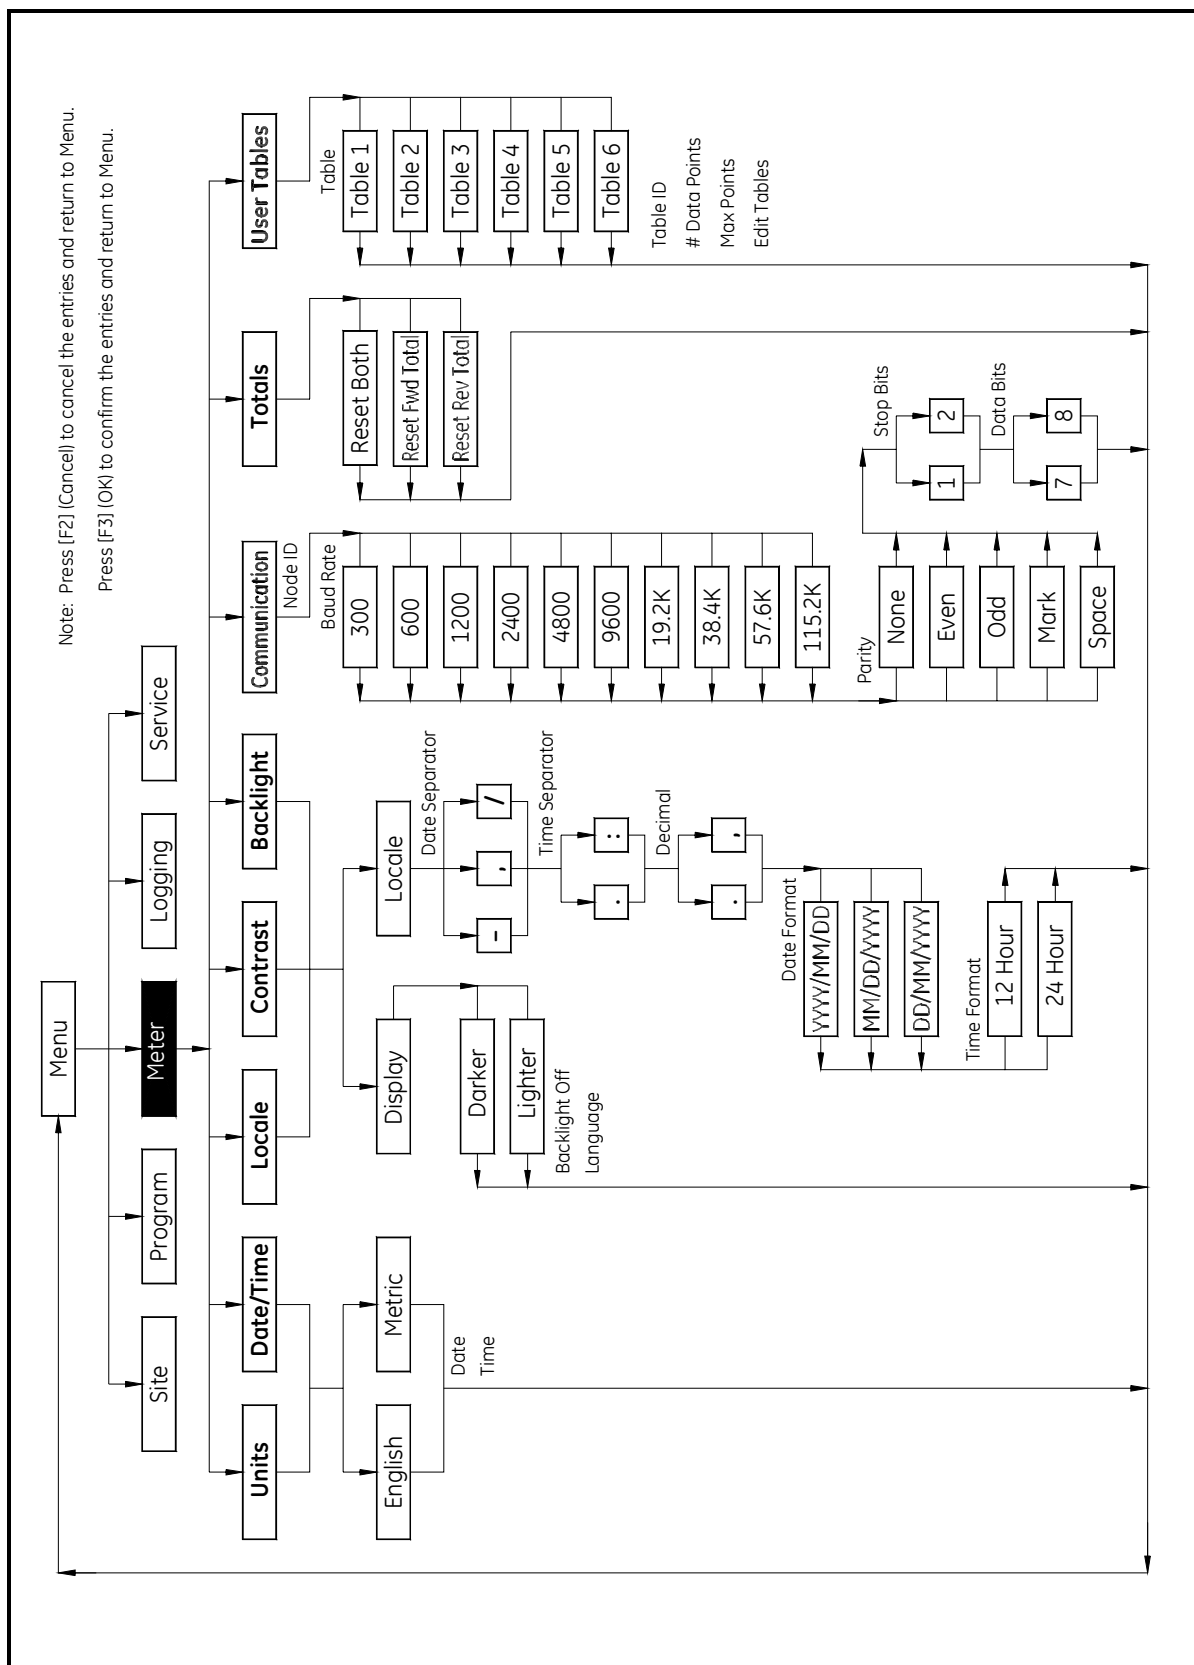 Note: Press [F2] (Cancel) to cancel the entries and return to Menu.
Press [F3] (OK) to confirm the entries and return to Menu.
Menu
Site
Program
Meter
Logging
Service
Units
Date/Time
Locale
Contrast
Backlight
Communication
Totals
User Tables
English
Metric
Date
Time
Display
Darker
Lighter
Backlight Off
Language
Locale
Date Separator
-
,
/
Time Separator
.
:
Decimal
.
,
Date Format
YYYY/MM/DD
MM/DD/YYYY
DD/MM/YYYY
Time Format
12 Hour
24 Hour
Node ID
Baud Rate
300
600
1200
2400
4800
9600
19.2K
38.4K
57.6K
115.2K
Parity
None
Even
Odd
Mark
Space
Stop Bits
1
2
Data Bits
7
8
Reset Both
Reset Fwd Total
Reset Rev Total
Table
Table 1
Table 2
Table 3
Table 4
Table 5
Table 6
Table ID
# Data Points
Max Points
Edit Tables